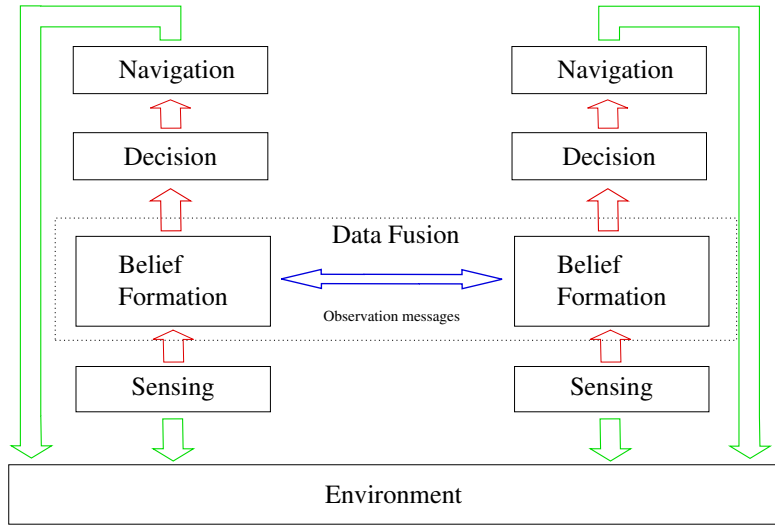 Navigation
Navigation
Decision
Decision
Data Fusion
Belief
Formation
Belief
Formation
Observation messages
Sensing
Sensing
Environment